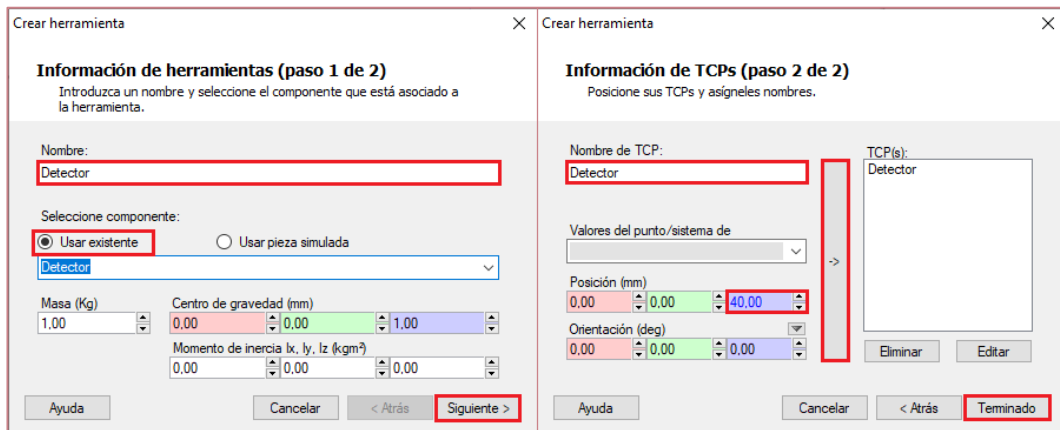 Crear herramienta
Información de herramientas (paso 1 de 2)
Introduzca un nombre y seleccione el componente que está asociado a
la herramienta.
Nombre:
Detector
Seleccione componente:
Usar existente
Usar pieza simulada
Detector
Masa (Kg)
Centro de gravedad (mm)
1,00
0,00
0,00
1,00
Momento de inercia Ix, Iy, Iz (kgm²)
0,00
0,00
0,00
Ayuda
Cancelar
< Atrás
Siguiente >
Crear herramienta
Información de TCPs (paso 2 de 2)
Posicione sus TCPs y asígneles nombres.
Nombre de TCP:
Detector
TCP(s):
Detector
Valores del punto/sistema de
->
Posición (mm)
0,00
0,00
40,00
Orientación (deg)
0,00
0,00
0,00
Eliminar
Editar
Ayuda
Cancelar
< Atrás
Terminado